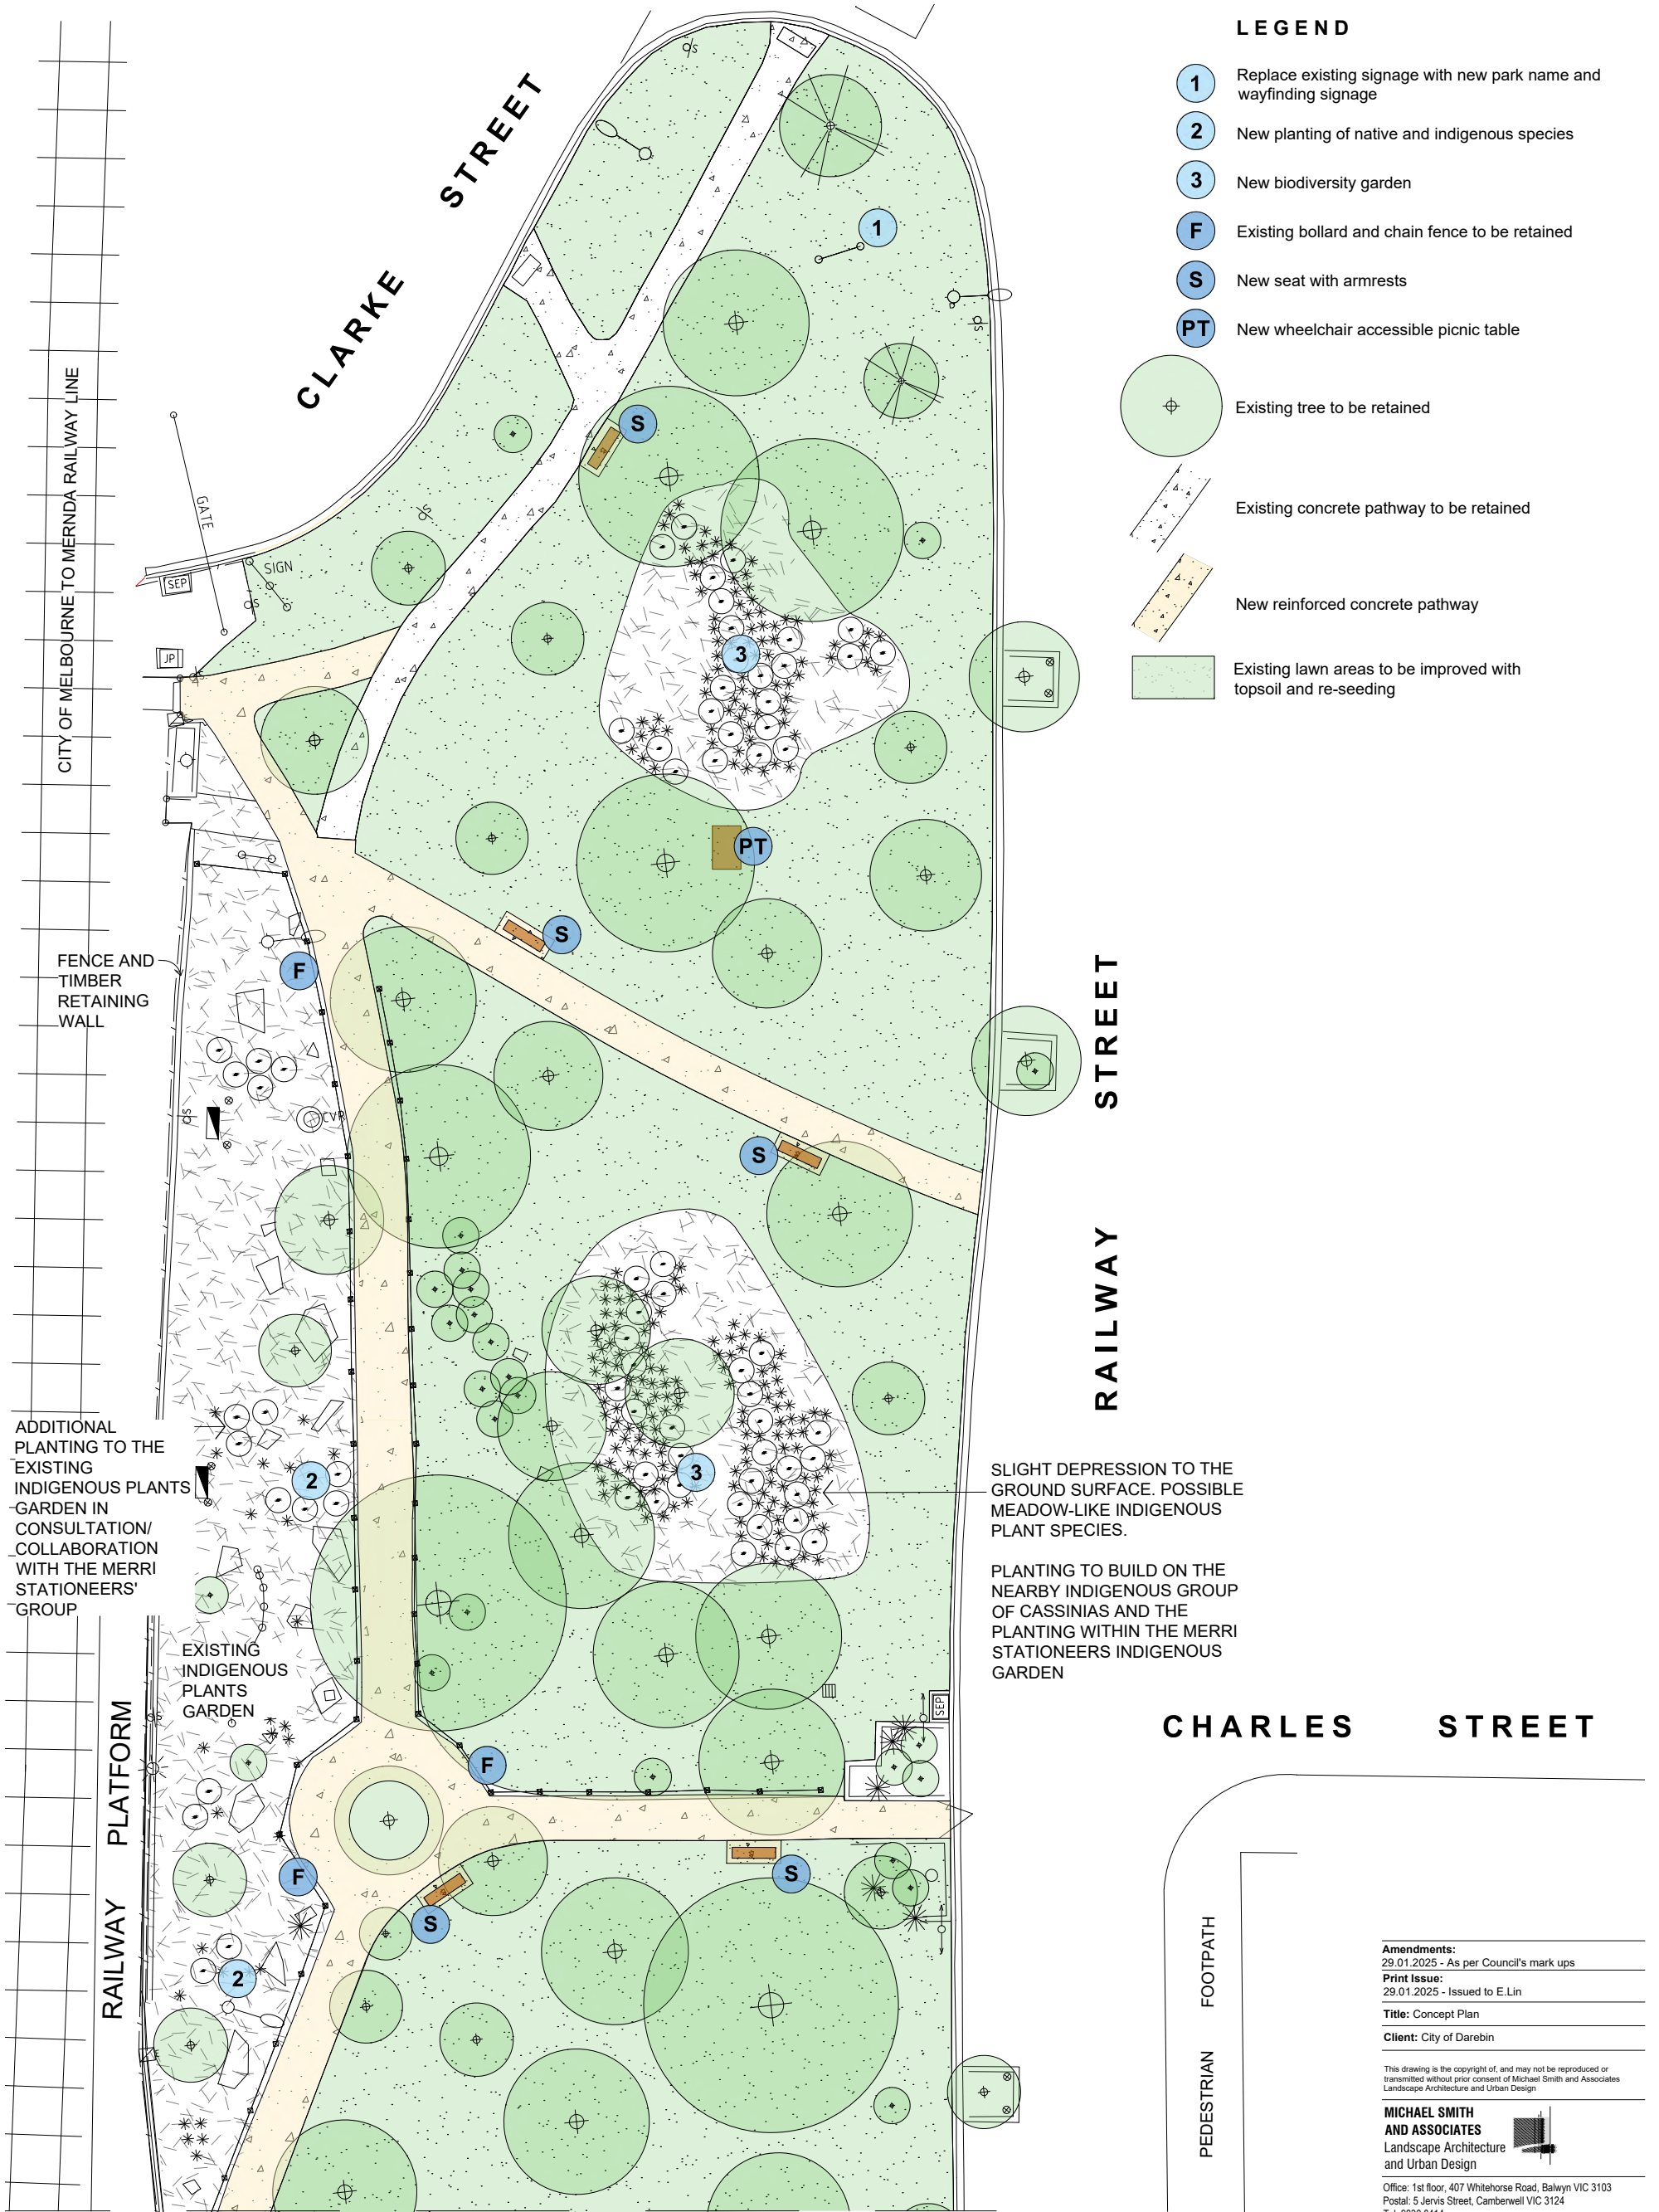 LEGEND
1
Replace existing signage with new park name and
wayfinding signage
2
New planting of native and indigenous species
3
New biodiversity garden
F
Existing bollard and chain fence to be retained
S
New seat with armrests
PT
New wheelchair accessible picnic table
Existing tree to be retained
Existing concrete pathway to be retained
New reinforced concrete pathway
Existing lawn areas to be improved with
topsoil and re-seeding
CLARKE STREET
CITY OF MELBOURNE TO MERNDA RAILWAY LINE
1
S
GATE
SIGN
SEP
JP
3
PT
S
F
FENCE AND
TIMBER
RETAINING
WALL
CVR
S
RAILWAY STREET
ADDITIONAL
PLANTING TO THE
EXISTING
INDIGENOUS PLANTS
GARDEN IN
CONSULTATION/
COLLABORATION
WITH THE MERRI
STATIONEERS'
GROUP
2
3
SLIGHT DEPRESSION TO THE
GROUND SURFACE. POSSIBLE
MEADOW-LIKE INDIGENOUS
PLANT SPECIES.
PLANTING TO BUILD ON THE
NEARBY INDIGENOUS GROUP
OF CASSINIAS AND THE
PLANTING WITHIN THE MERRI
STATIONEERS INDIGENOUS
GARDEN
EXISTING
INDIGENOUS
PLANTS
GARDEN
SEP
RAILWAY PLATFORM
CHARLES STREET
F
F
S
S
2
PEDESTRIAN FOOTPATH
Amendments:
29.01.2025 - As per Council's mark ups
Print Issue:
29.01.2025 - Issued to E.Lin
Title: Concept Plan
Client: City of Darebin
This drawing is the copyright of, and may not be reproduced or
transmitted without prior consent of Michael Smith and Associates
Landscape Architecture and Urban Design
MICHAEL SMITH
AND ASSOCIATES
Landscape Architecture
and Urban Design
Office: 1st floor, 407 Whitehorse Road, Balwyn VIC 3103
Postal: 5 Jervis Street, Camberwell VIC 3124